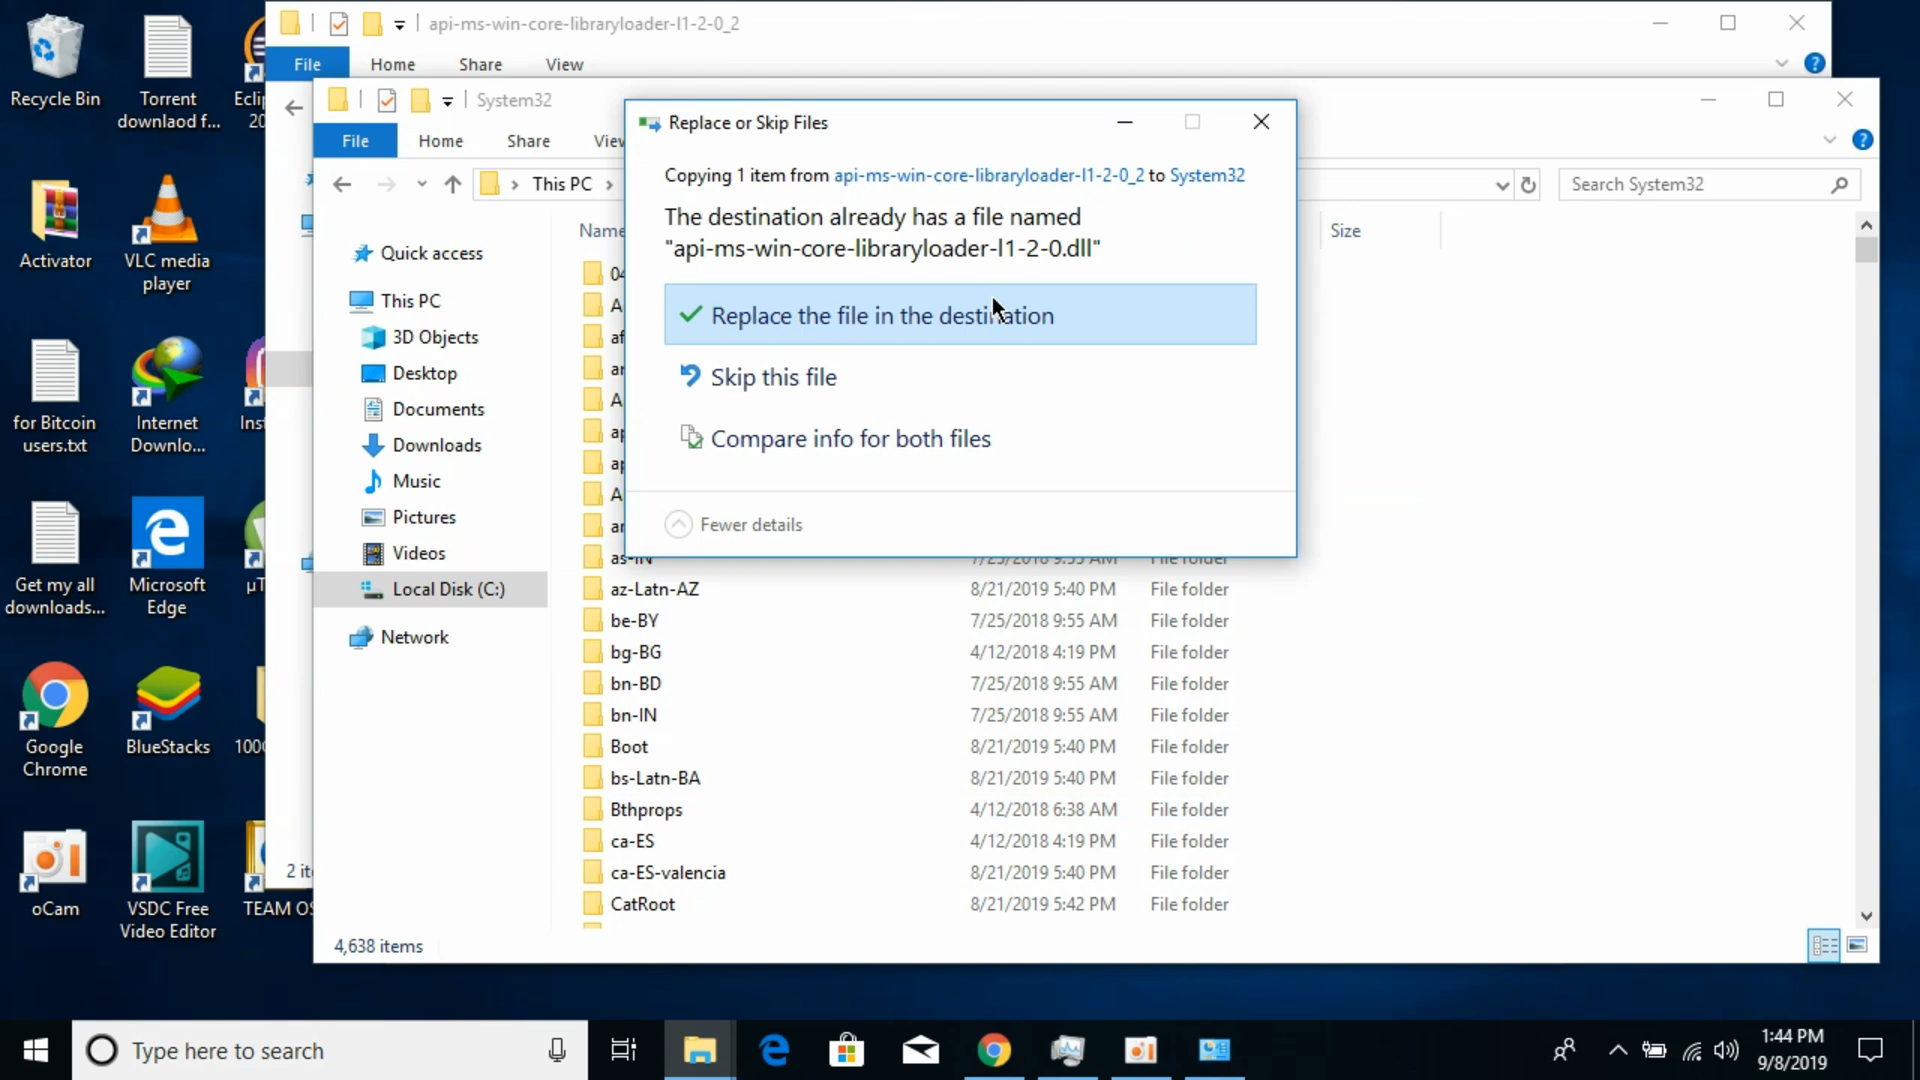 Recycle Bin
Torrent
downlaod f...
Activator
VLC media
player
for Bitcoin
users.txt
Internet
Downlo...
Get my all
downloads...
Microsoft
Edge
Google
Chrome
BlueStacks
oCam
VSDC Free
Video Editor
TEAM OS
api-ms-win-core-libraryloader-l1-2-0_2
File
Home
Share
View
System32
File
Home
Share
This PC
Search System32
Name
Size
Quick access
This PC
3D Objects
Desktop
Documents
Downloads
Music
Pictures
Videos
Local Disk (C:)
Network
Replace or Skip Files
Copying 1 item from api-ms-win-core-libraryloader-l1-2-0_2 to System32
The destination already has a file named
"api-ms-win-core-libraryloader-l1-2-0.dll"
Replace the file in the destination
Skip this file
Compare info for both files
Fewer details
as-IN 7/25/2018 9:55 AM File folder
az-Latn-AZ 8/21/2019 5:40 PM File folder
be-BY 7/25/2018 9:55 AM File folder
bg-BG 4/12/2018 4:19 PM File folder
bn-BD 7/25/2018 9:55 AM File folder
bn-IN 7/25/2018 9:55 AM File folder
Boot 8/21/2019 5:40 PM File folder
bs-Latn-BA 8/21/2019 5:40 PM File folder
Bthprops 4/12/2018 6:38 AM File folder
ca-ES 4/12/2018 4:19 PM File folder
ca-ES-valencia 8/21/2019 5:40 PM File folder
CatRoot 8/21/2019 5:42 PM File folder
4,638 items
Type here to search
1:44 PM
9/8/2019